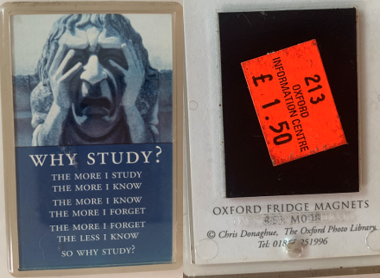 WHY STUDY?
THE MORE I STUDY
THE MORE I KNOW
THE MORE I KNOW
THE MORE I FORGET
THE MORE I FORGET
THE LESS I KNOW
SO WHY STUDY?
213
OXFORD
INFORMATION CENTRE
£ 1.50
OXFORD FRIDGE MAGNETS
© Chris Donaghue, The Oxford Photo Library.
Tel: 251996